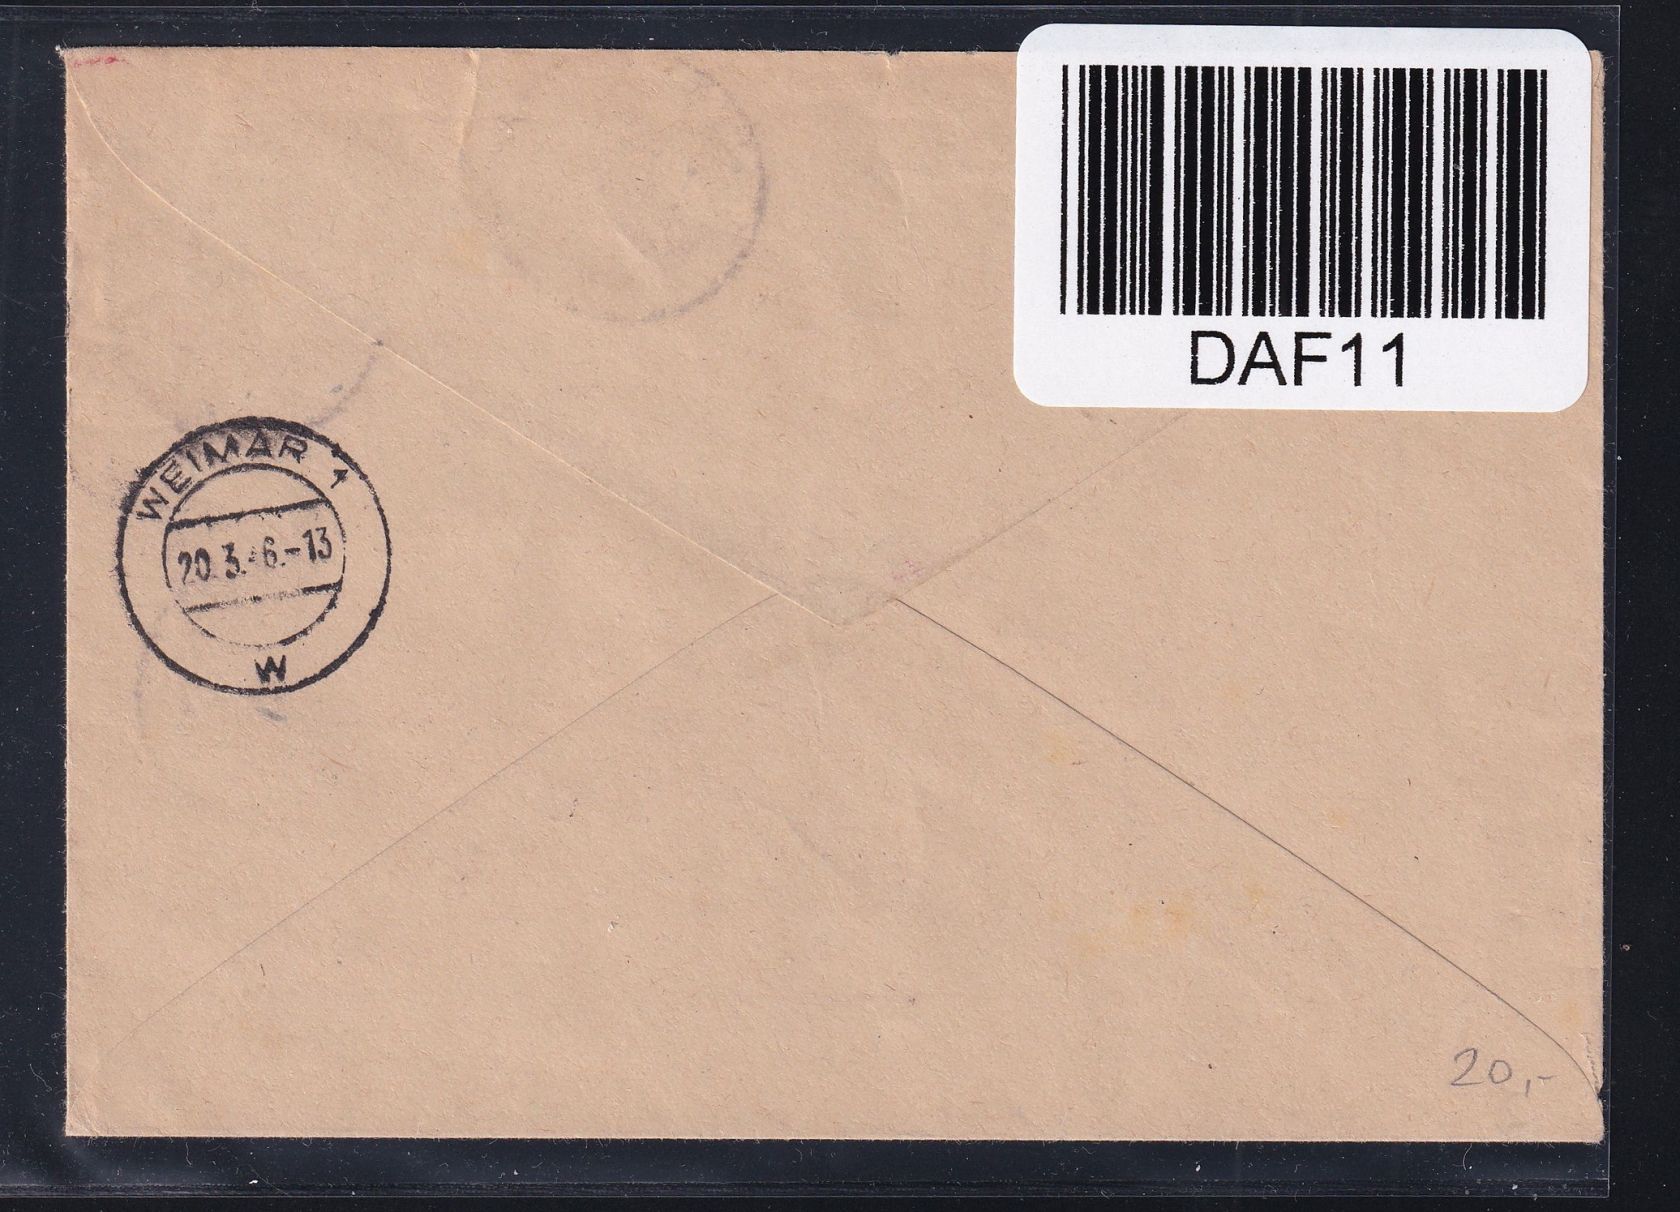 DAF11
WEIMAR 1
20.3.46.-13
W
20,-